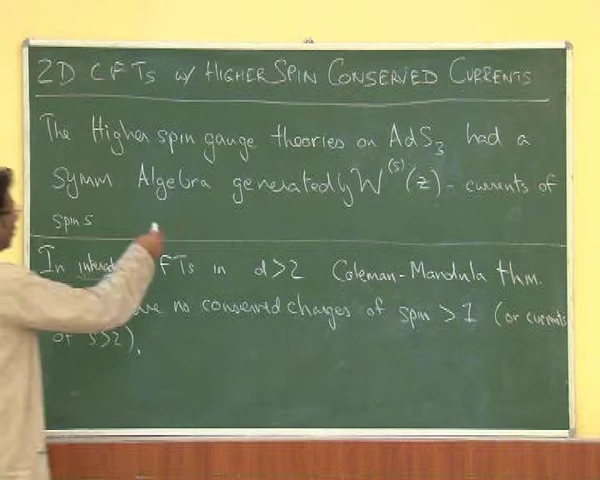 2D CFTs w/ HIGHER SPIN CONSERVED CURRENTS
The Higher spin gauge theories on AdS₃ had a
Symm. Algebra generated by W⁽ˢ⁾(z) - currents of
spin s
In FTs in d>2 Coleman-Mandula thm.
no conserved charges of spin > 1 (or currents
of s>2).